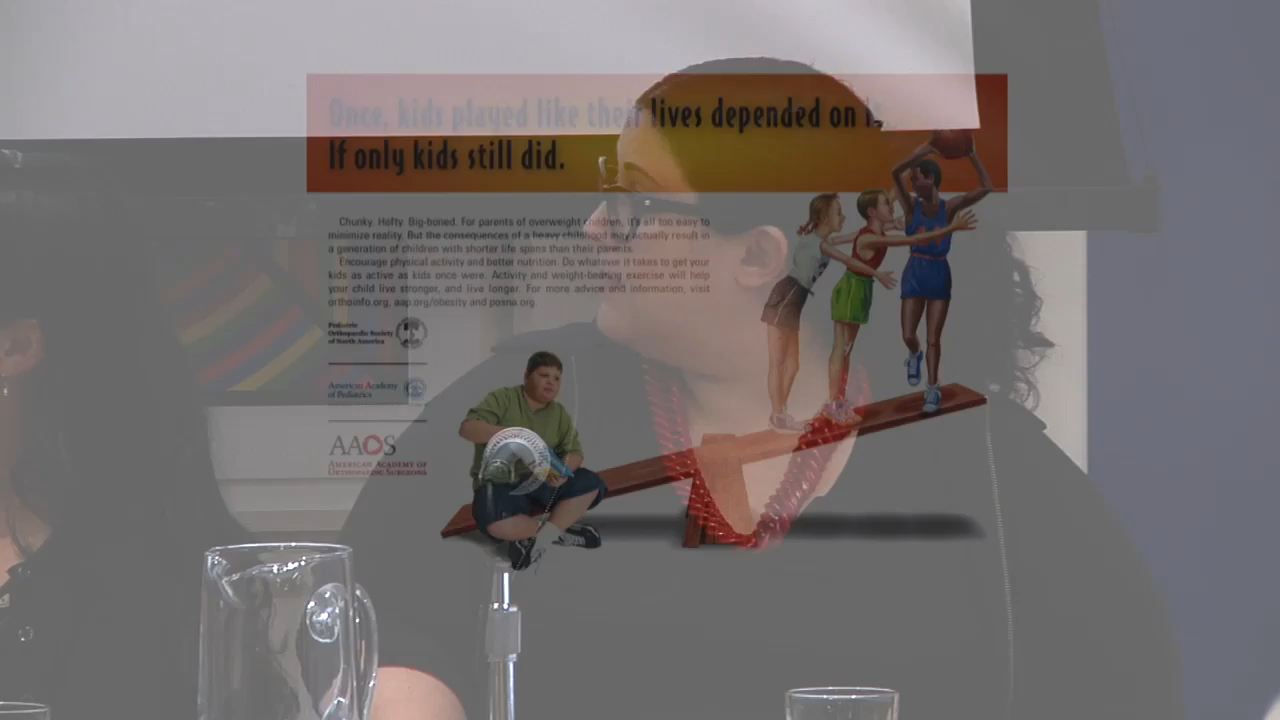 Once, kids played like their lives depended on it.
If only kids still did.
Chunky. Hefty. Big-boned. For parents of overweight children, it's all too easy to
minimize reality. But the consequences of a heavy childhood may actually result in
a generation of children with shorter life spans than their parents.
Encourage physical activity and better nutrition. Do whatever it takes to get your
kids as active as kids once were. Activity and weight-bearing exercise will help
your child live stronger, and live longer. For more advice and information, visit
orthoinfo.org, aap.org/obesity and posna.org.
Pediatric
Orthopaedic Society
of North America
American Academy
of Pediatrics
AAOS
American Academy of
Orthopaedic Surgeons